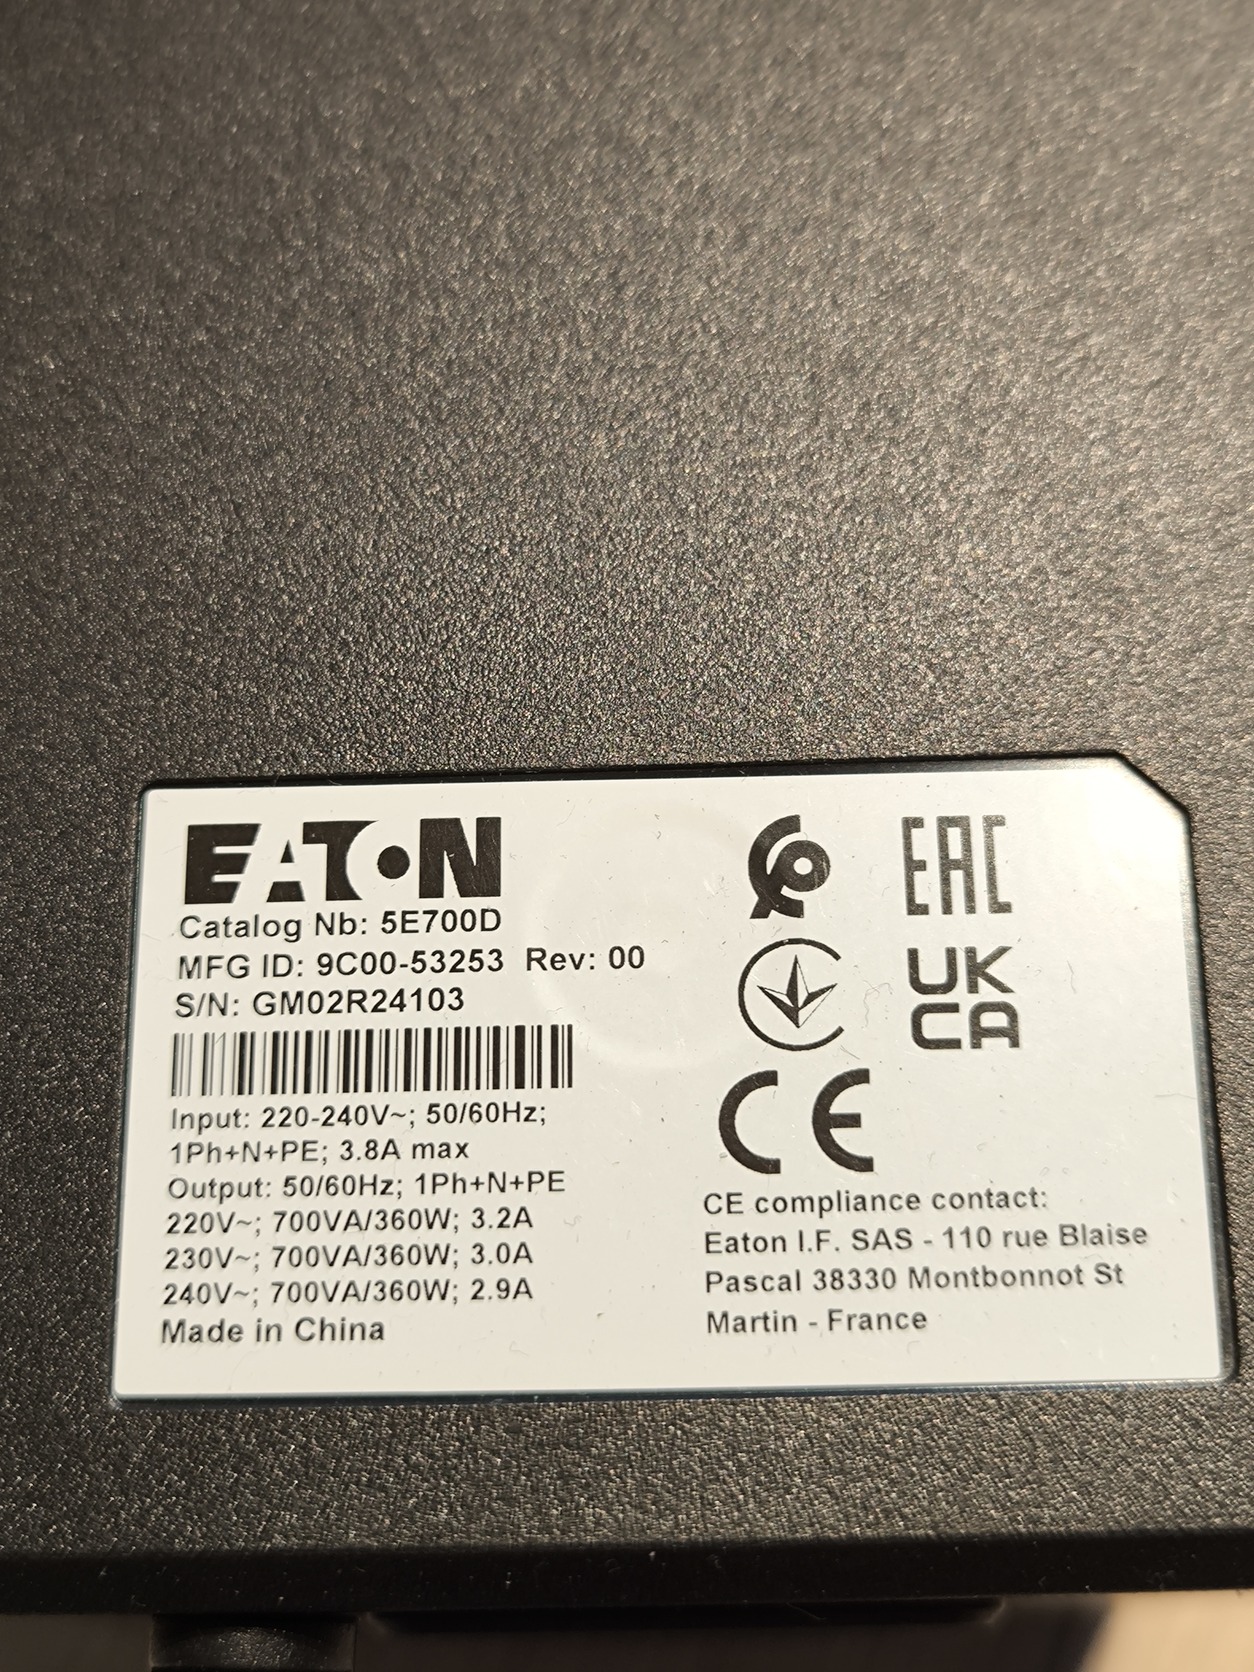 EATON
Catalog Nb: 5E700D
MFG ID: 9C00-53253 Rev: 00
S/N: GM02R24103
Input: 220-240V~; 50/60Hz;
1Ph+N+PE; 3.8A max
Output: 50/60Hz; 1Ph+N+PE
220V~; 700VA/360W; 3.2A
230V~; 700VA/360W; 3.0A
240V~; 700VA/360W; 2.9A
Made in China
EAC
UK
CA
CE
CE compliance contact:
Eaton I.F. SAS - 110 rue Blaise
Pascal 38330 Montbonnot St
Martin - France